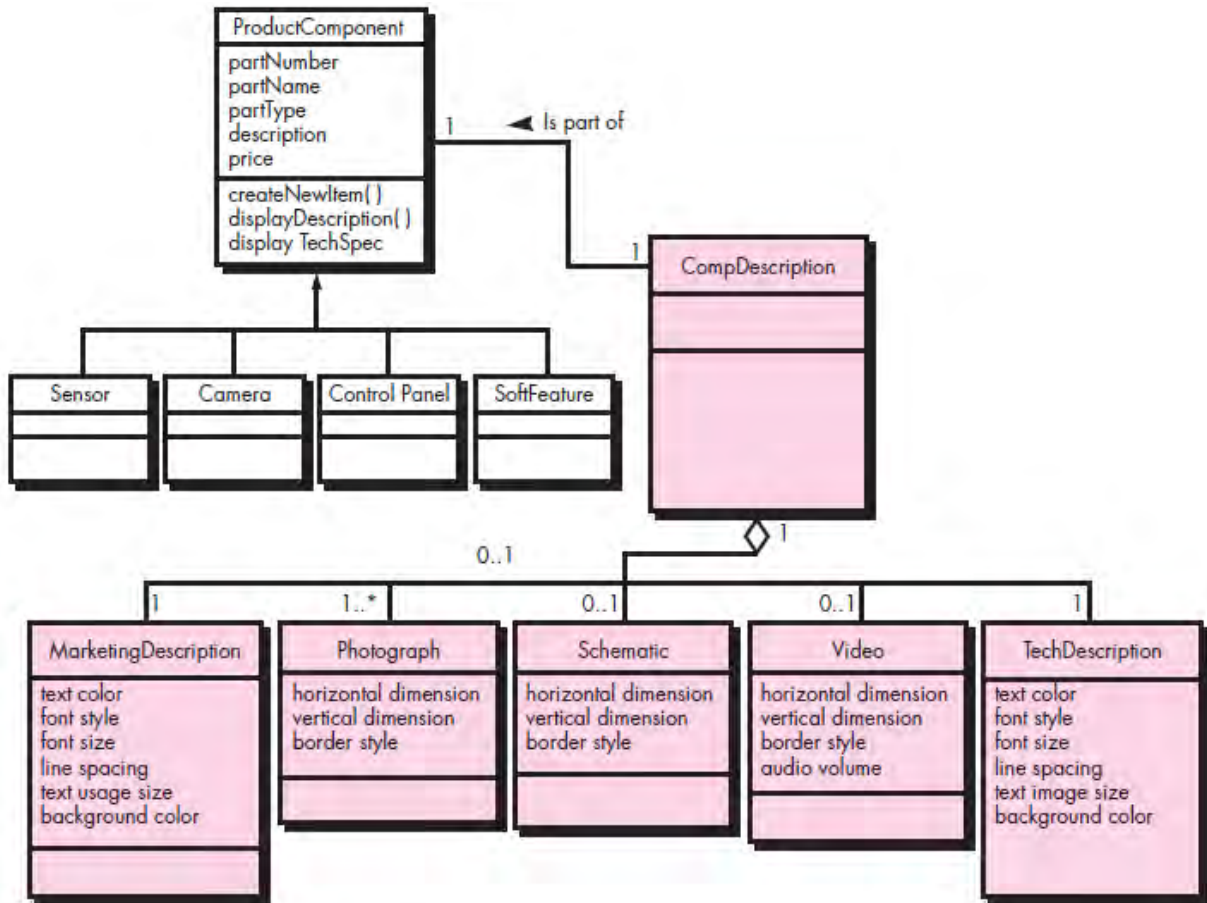 ProductComponent
partNumber
partName
partType
description
price
createNewItem( )
displayDescription( )
display TechSpec
1
Is part of
1
CompDescription
Sensor
Camera
Control Panel
SoftFeature
1
0..1
1
1..*
0..1
0..1
1
MarketingDescription
text color
font style
font size
line spacing
text usage size
background color
Photograph
horizontal dimension
vertical dimension
border style
Schematic
horizontal dimension
vertical dimension
border style
Video
horizontal dimension
vertical dimension
border style
audio volume
TechDescription
text color
font style
font size
line spacing
text image size
background color